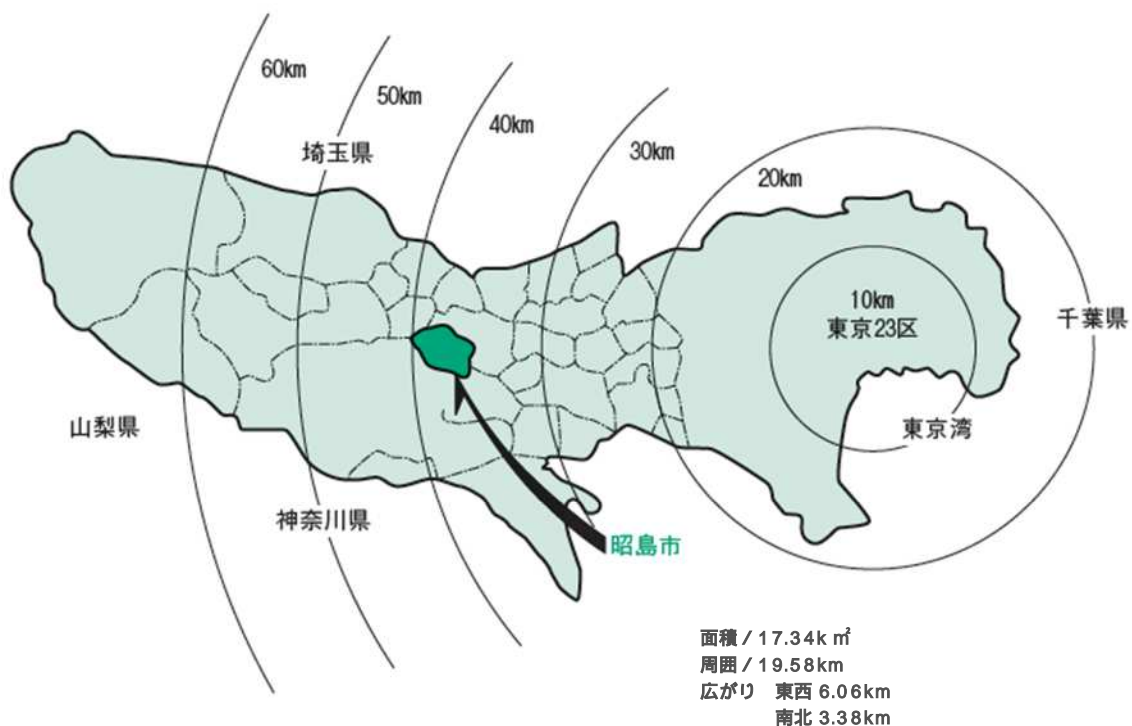 60km
50km
40km
30km
20km
埼玉県
10km
東京23区
千葉県
山梨県
東京湾
神奈川県
昭島市
面積 / 17.34k㎡
周囲 / 19.58km
広がり 東西 6.06km
南北 3.38km